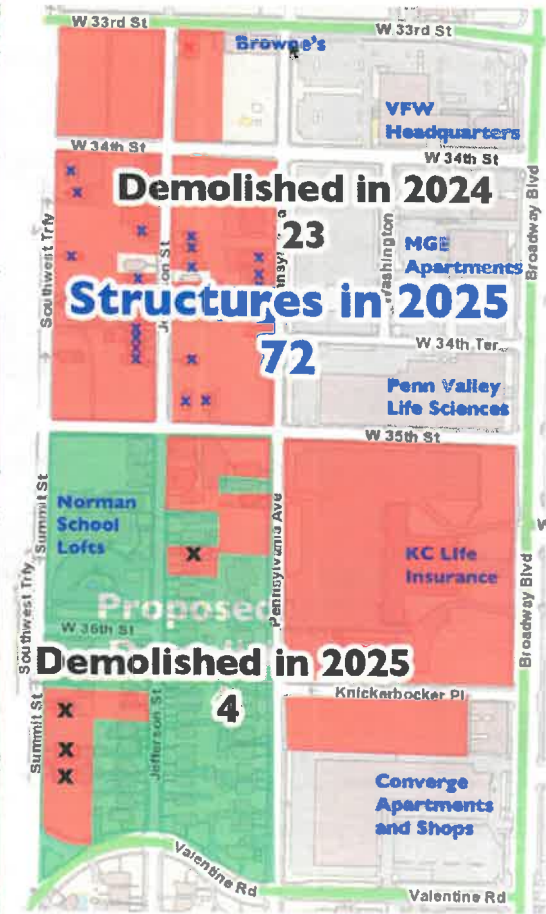 W 33rd St
W 33rd St
Browne's
VFW
Headquarters
W 34th St
W 34th St
Broadway Blvd
Demolished in 2024
23
Southwest Trfy
Washington
MGE
Apartments
Structures in 2025
72
W 34th Ter
Penn Valley
Life Sciences
W 35th St
Summit St
Norman
School
Lofts
Pennsylvania Ave
KC Life
Insurance
Southwest Trfy
Broadway Blvd
Proposed
W 36th St
Demolished in 2025
4
Knickerbocker Pl
Summit St
Jefferson St
Converge
Apartments
and Shops
Valentine Rd
Valentine Rd